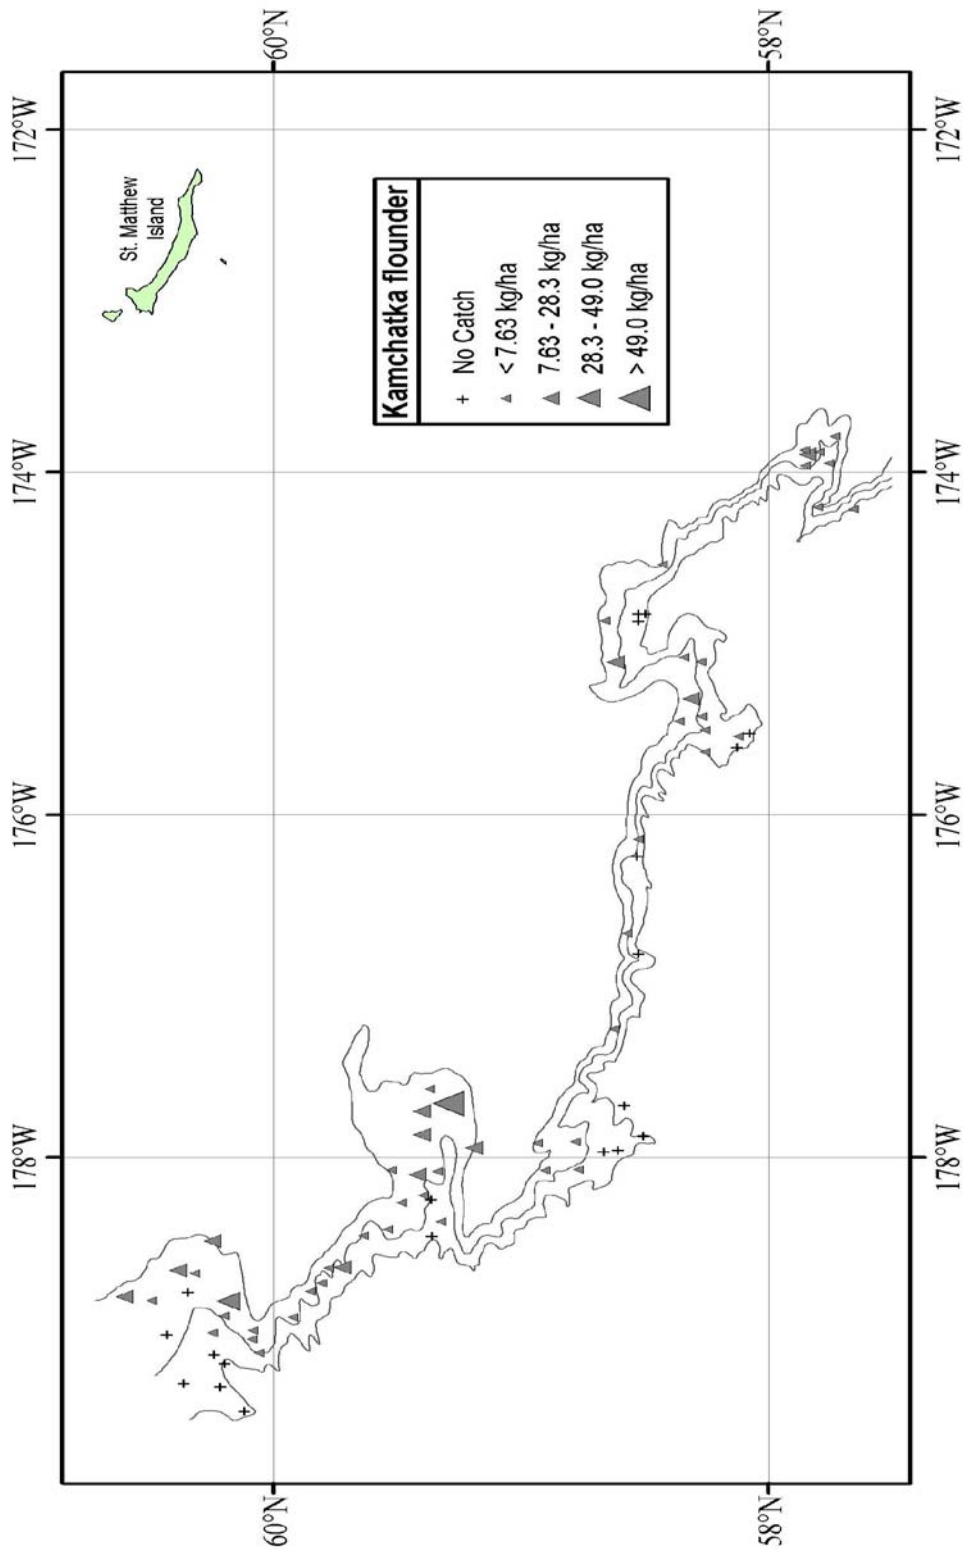 172°W
174°W
176°W
178°W
60°N
60°N
58°N
58°N
St. Matthew
Island
Kamchatka flounder
No Catch
< 7.63 kg/ha
7.63 - 28.3 kg/ha
28.3 - 49.0 kg/ha
> 49.0 kg/ha
172°W
174°W
176°W
178°W